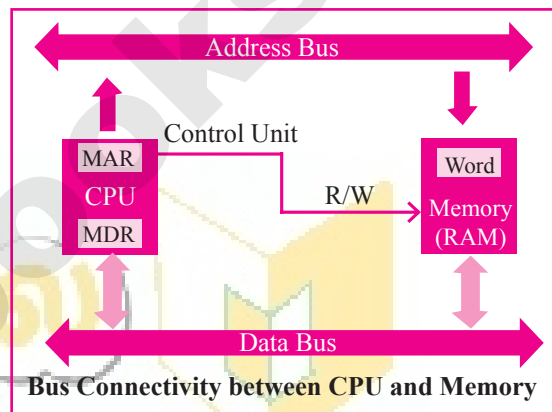 Address Bus
Control Unit
MAR
CPU
MDR
R/W
Word
Memory
(RAM)
Data Bus
Bus Connectivity between CPU and Memory